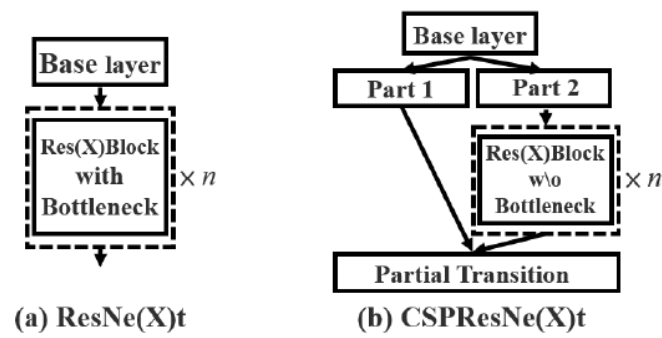 Base layer
Res(X)Block
with
Bottleneck
× n
(a) ResNe(X)t
Base layer
Part 1
Part 2
Res(X)Block
w\o
Bottleneck
× n
Partial Transition
(b) CSPResNe(X)t